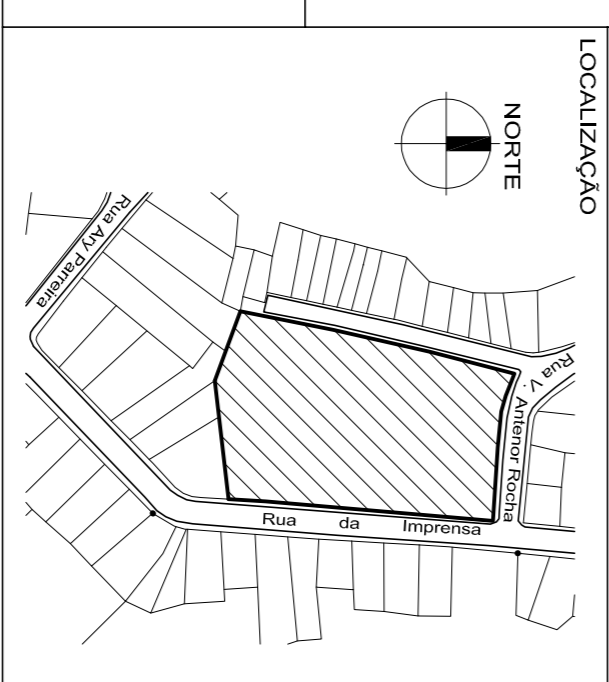 LOCALIZAÇÃO
NORTE
Rua Ary Parreira
Rua V. Antenor Rocha
Rua da Imprensa